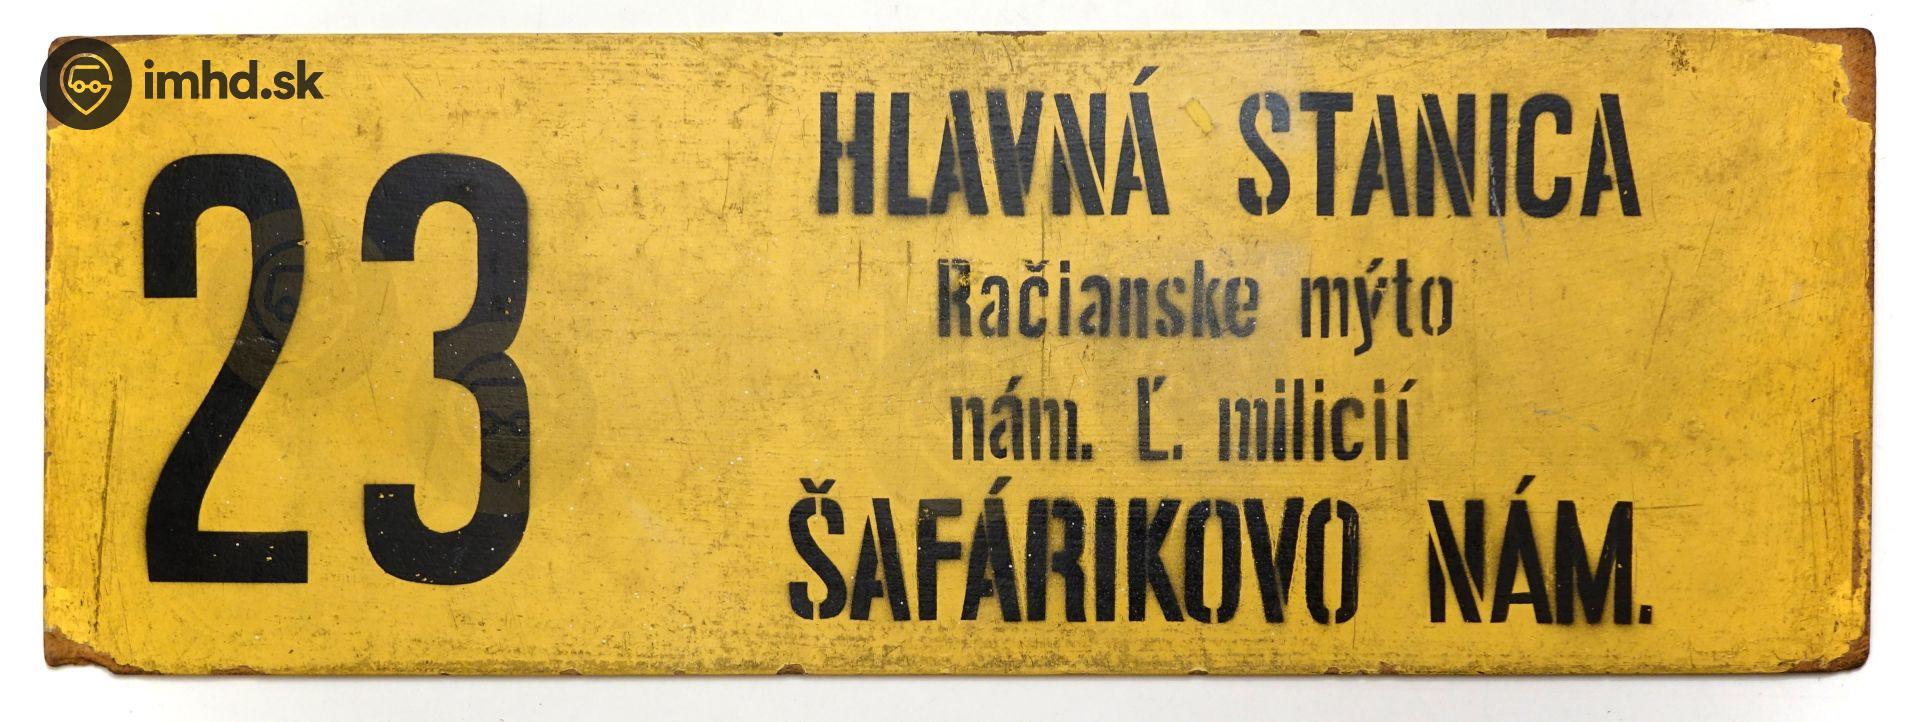 imhd.sk
23
HLAVNÁ STANICA
Račianske mýto
nám. Ľ. milicií
ŠAFÁRIKOVO NÁM.